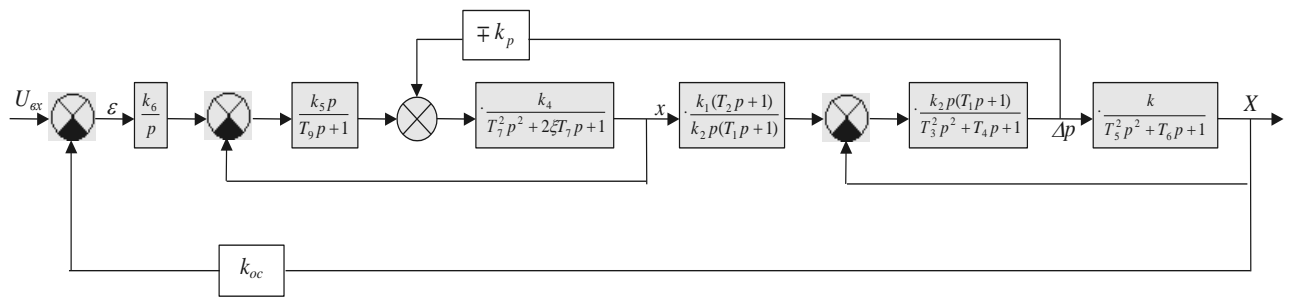 ∓ k_p
U_вх
ε
k_6 / p
k_5 p / (T_9 p + 1)
k_4 / (T_7^2 p^2 + 2ξT_7 p + 1)
x
k_1(T_2 p + 1) / (k_2 p(T_1 p + 1))
k_2 p(T_1 p + 1) / (T_3^2 p^2 + T_4 p + 1)
Δp
k / (T_5^2 p^2 + T_6 p + 1)
X
k_oc